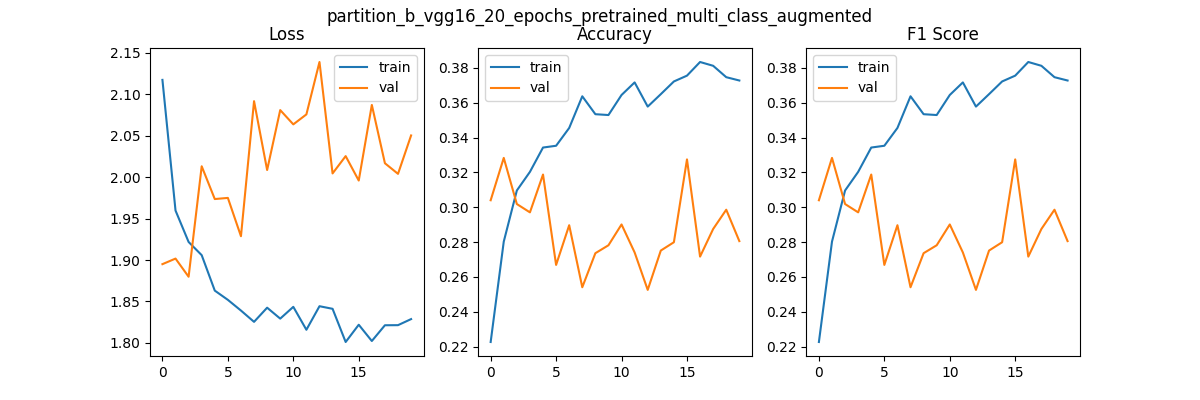 partition_b_vgg16_20_epochs_pretrained_multi_class_augmented
Loss
2.15
2.10
2.05
2.00
1.95
1.90
1.85
1.80
0 5 10 15
train
val
Accuracy
0.38
0.36
0.34
0.32
0.30
0.28
0.26
0.24
0.22
0 5 10 15
train
val
F1 Score
0.38
0.36
0.34
0.32
0.30
0.28
0.26
0.24
0.22
0 5 10 15
train
val